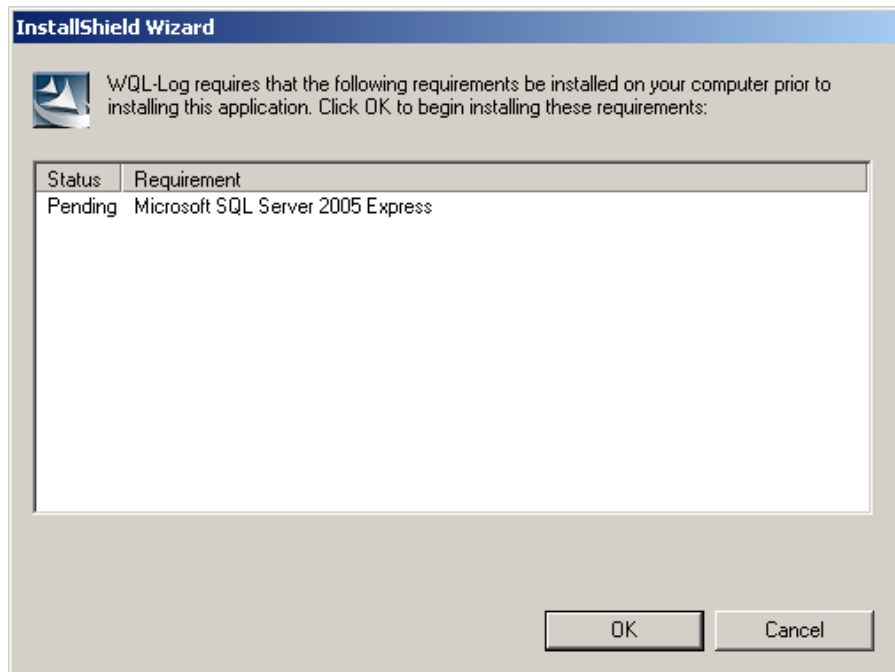 InstallShield Wizard
WQL-Log requires that the following requirements be installed on your computer prior to
installing this application. Click OK to begin installing these requirements:
Status Requirement
Pending Microsoft SQL Server 2005 Express
OK Cancel